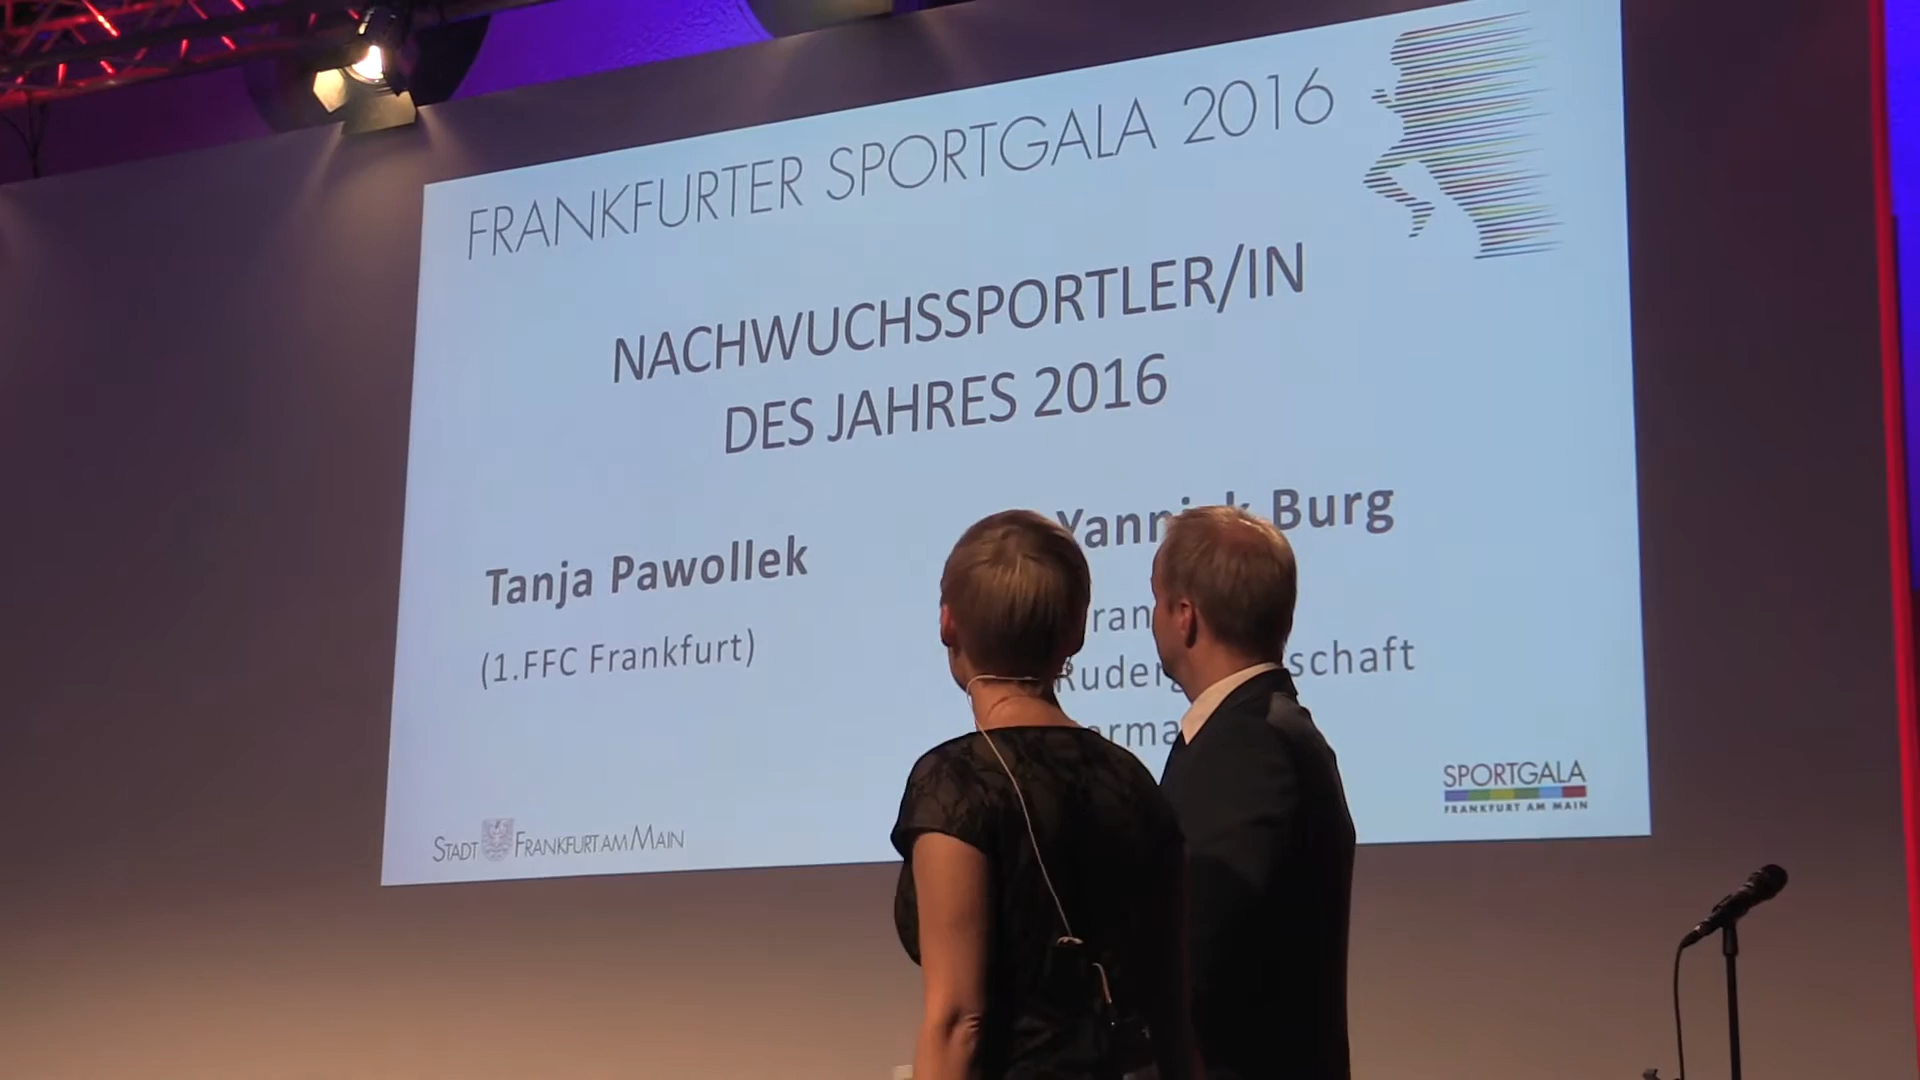 FRANKFURTER SPORTGALA 2016
NACHWUCHSSPORTLER/IN
DES JAHRES 2016
Tanja Pawollek
(1.FFC Frankfurt)
Burg
STADT FRANKFURT AM MAIN
SPORTGALA
FRANKFURT AM MAIN